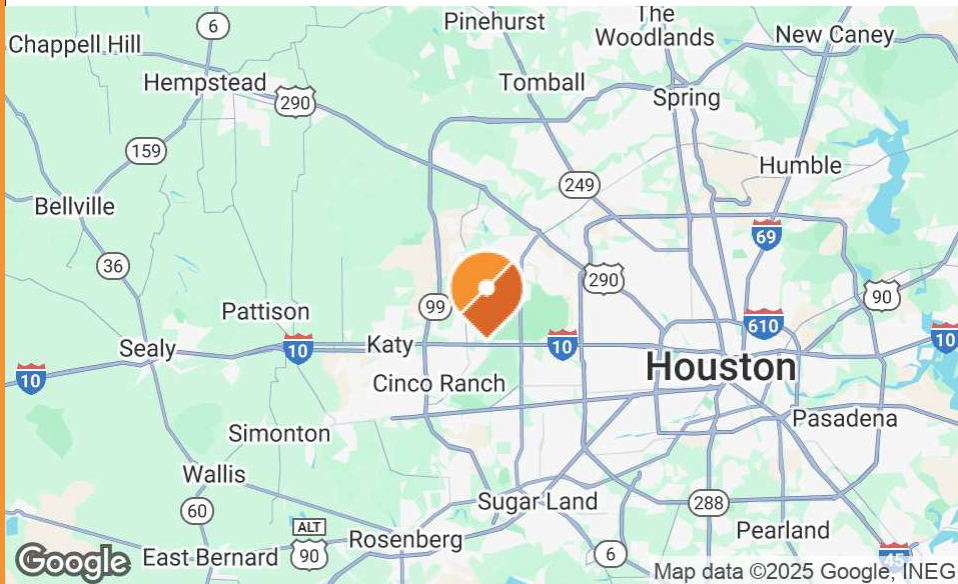 The
Woodlands
Pinehurst
New Caney
6
Chappell Hill
Hempstead
Tomball
290
Spring
159
Humble
249
Bellville
69
36
290
99
90
Pattison
610
Sealy
10
Katy
10
10
10
Houston
Cinco Ranch
Pasadena
Simonton
Wallis
Sugar Land
288
60
ALT
90
Rosenberg
Pearland
East Bernard
6
45
Google
Map data ©2025 Google, INEG